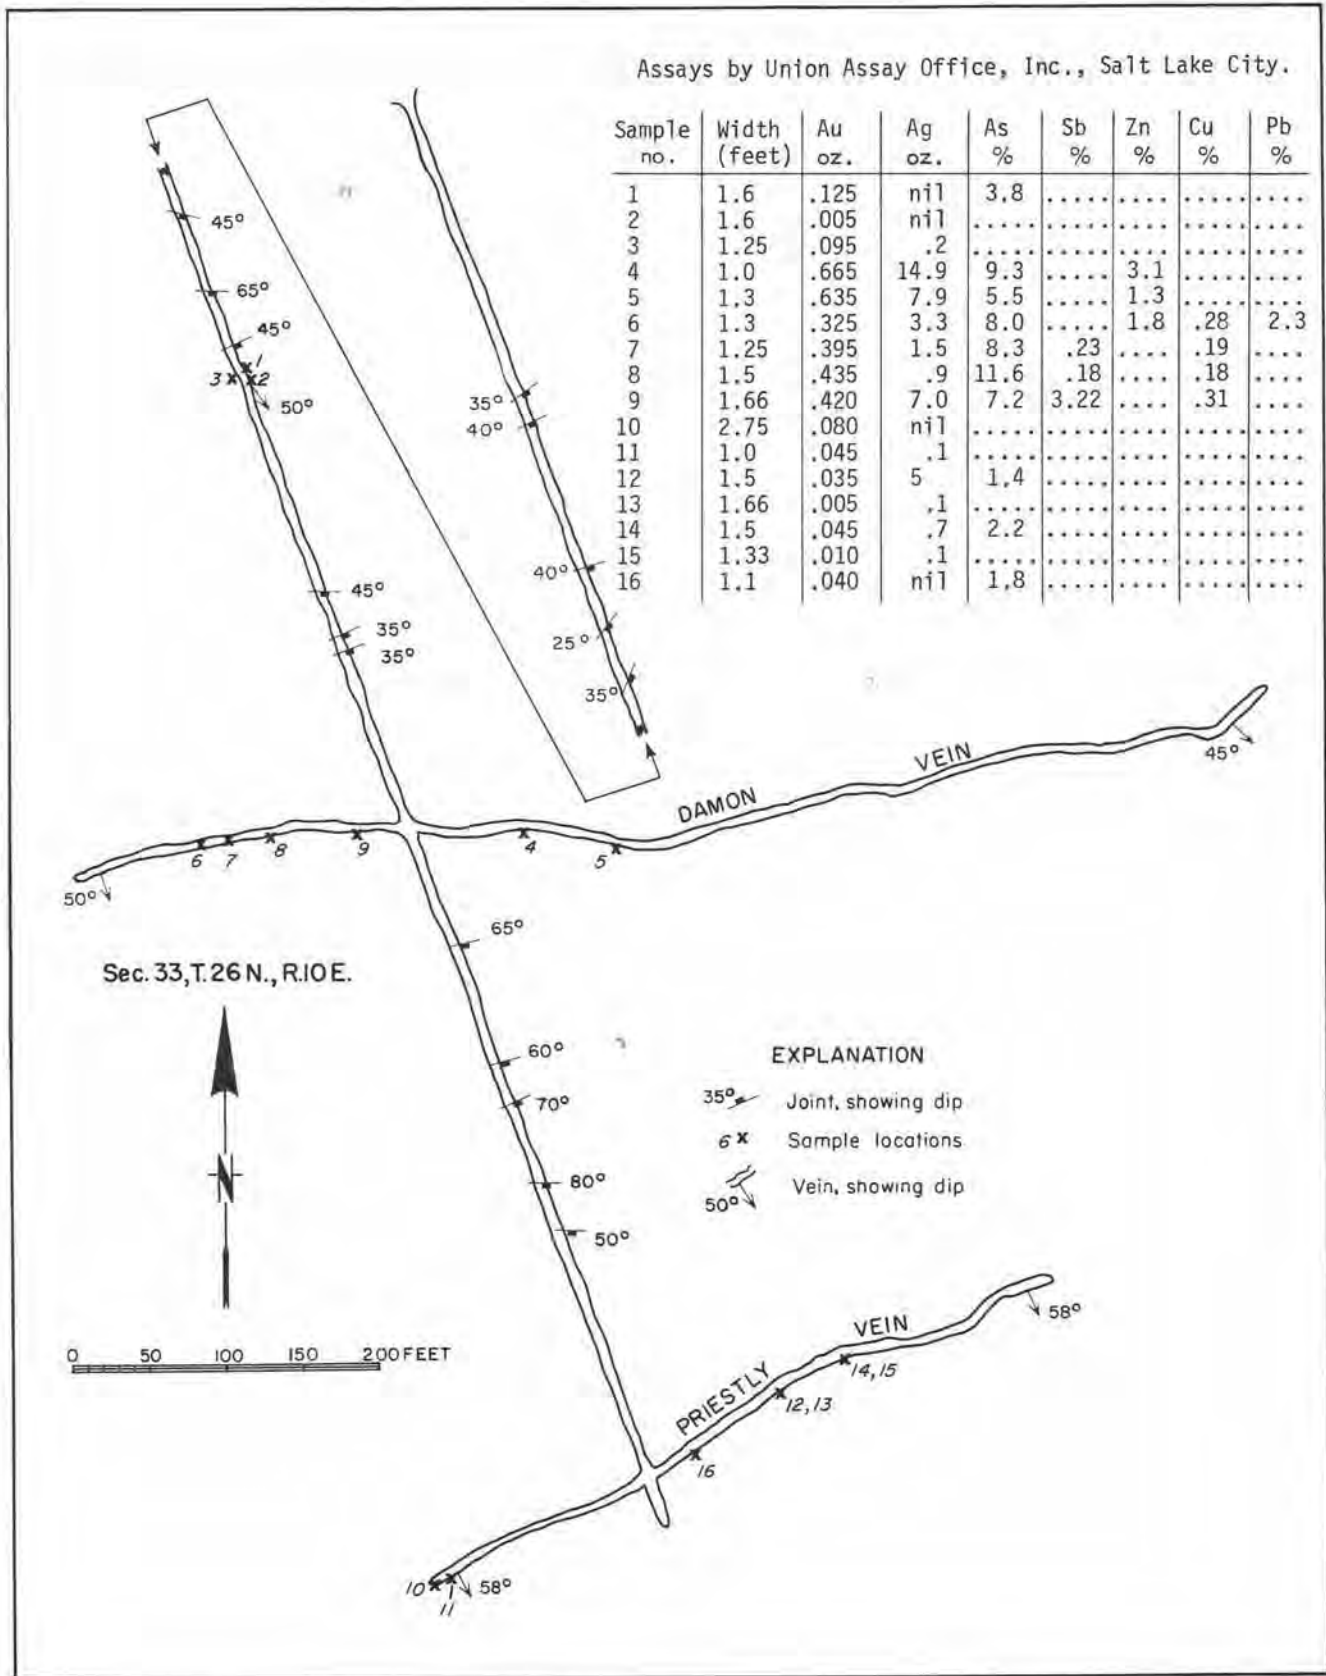 Assays by Union Assay Office, Inc., Salt Lake City.
Sample no. Width (feet) Au oz. Ag oz. As % Sb % Zn % Cu % Pb %
1 1.6 .125 nil 3.8 ..... .... ..... ....
2 1.6 .005 nil ..... ..... .... ..... ....
3 1.25 .095 .2 ..... ..... .... ..... ....
4 1.0 .665 14.9 9.3 ..... 3.1 ..... ....
5 1.3 .635 7.9 5.5 ..... 1.3 ..... ....
6 1.3 .325 3.3 8.0 ..... 1.8 .28 2.3
7 1.25 .395 1.5 8.3 .23 .... .19 ....
8 1.5 .435 .9 11.6 .18 .... .18 ....
9 1.66 .420 7.0 7.2 3.22 .... .31 ....
10 2.75 .080 nil ..... ..... .... ..... ....
11 1.0 .045 .1 ..... ..... .... ..... ....
12 1.5 .035 5 1.4 ..... .... ..... ....
13 1.66 .005 .1 ..... ..... .... ..... ....
14 1.5 .045 .7 2.2 ..... .... ..... ....
15 1.33 .010 .1 ..... ..... .... ..... ....
16 1.1 .040 nil 1.8 ..... .... ..... ....
45°
65°
45°
1
3
2
50°
35°
40°
45°
40°
35°
25°
35°
35°
VEIN
45°
DAMON
6
7
8
9
4
5
50°
65°
Sec. 33, T. 26 N., R. 10 E.
N
60°
70°
80°
50°
EXPLANATION
35° Joint, showing dip
6 x Sample locations
50° Vein, showing dip
0 50 100 150 200 FEET
VEIN
58°
PRIESTLY
14, 15
12, 13
16
10
11
58°